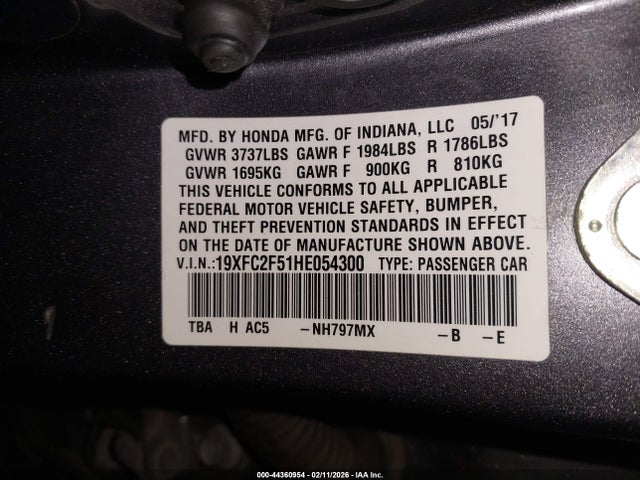 MFD. BY HONDA MFG. OF INDIANA, LLC 05/'17
GVWR 3737LBS GAWR F 1984LBS R 1786LBS
GVWR 1695KG GAWR F 900KG R 810KG
THIS VEHICLE CONFORMS TO ALL APPLICABLE
FEDERAL MOTOR VEHICLE SAFETY, BUMPER,
AND THEFT PREVENTION STANDARDS IN EFFECT
ON THE DATE OF MANUFACTURE SHOWN ABOVE.
V.I.N.:19XFC2F51HE054300 TYPE: PASSENGER CAR
TBA H AC5 –NH797MX –B –E
000-44360954 - 02/11/2026 - IAA Inc.